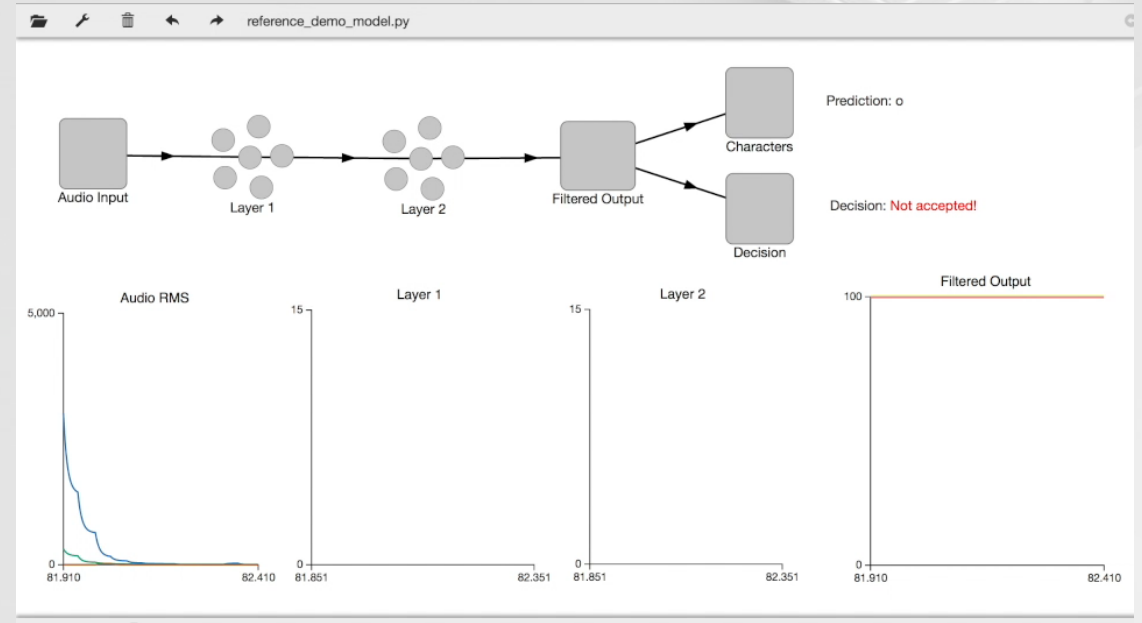 reference_demo_model.py
Prediction: o
Characters
Audio Input
Layer 1
Layer 2
Filtered Output
Decision: Not accepted!
Decision
Audio RMS
5,000
0
81.910
82.410
Layer 1
15
0
81.851
82.351
Layer 2
15
0
81.851
82.351
Filtered Output
100
0
81.910
82.410